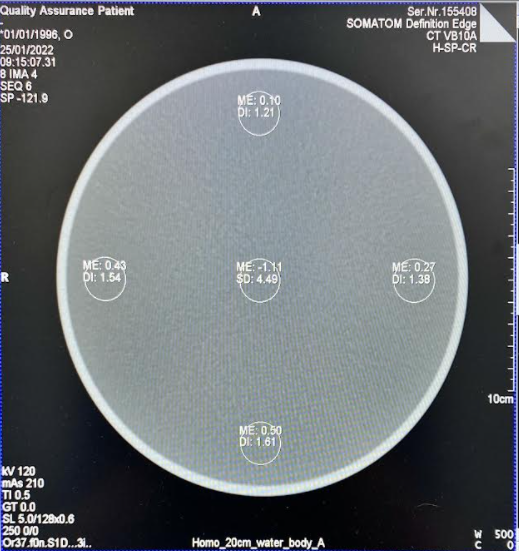 Quality Assurance Patient
*01/01/1996, O
25/01/2022
09:15:07.31
8 IMA 4
SEQ 6
SP -121.9
A
Ser.Nr.155408
SOMATOM Definition Edge
CT VB10A
H-SP-CR
ME: 0.10
DI: 1.21
ME: 0.43
DI: 1.54
ME: -1.11
SD: 4.49
ME: 0.27
DI: 1.38
R
ME: 0.50
DI: 1.61
10cm
kV 120
mAs 210
TI 0.5
GT 0.0
SL 5.0/128x0.6
250 0/0
Or37.f0n.S1D...3i..
Homo_20cm_water_body_A
W 500
C 0